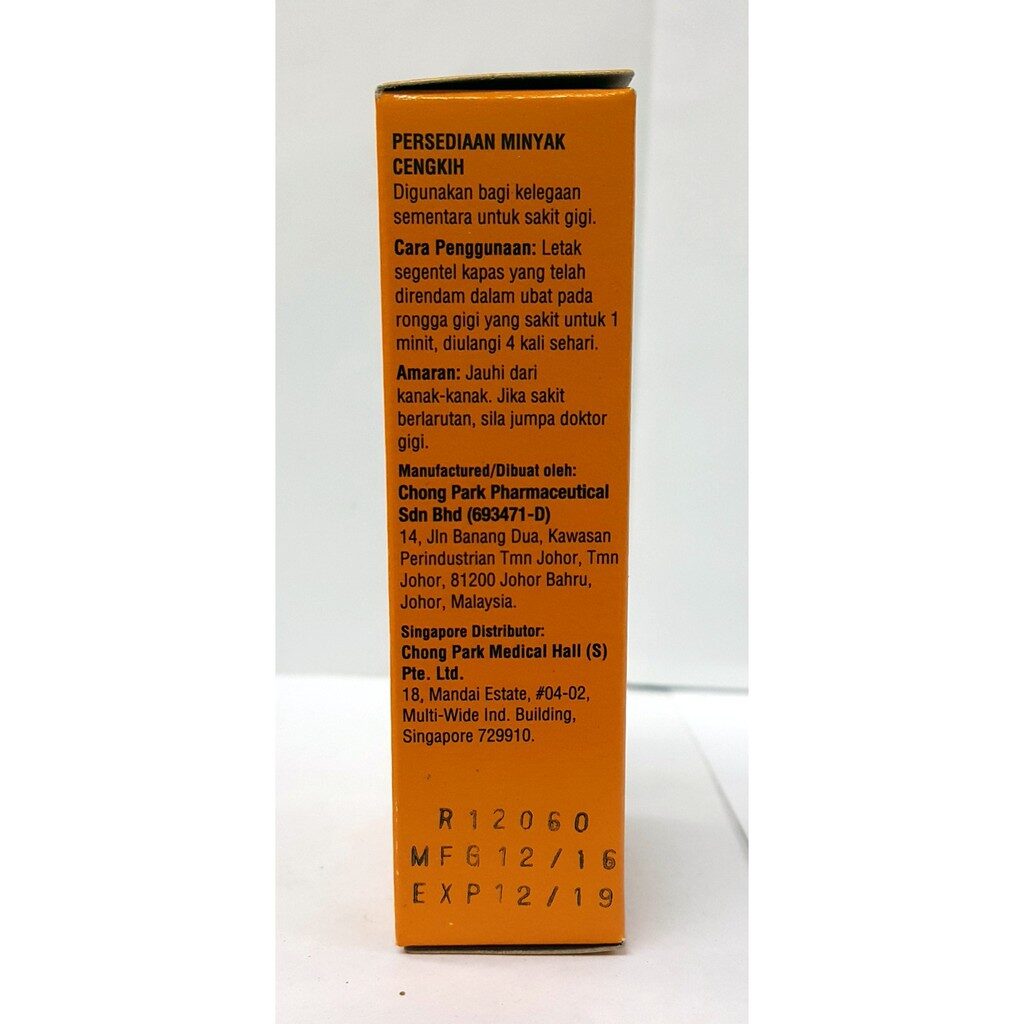 PERSEDIAAN MINYAK
CENGKIH
Digunakan bagi kelegaan
sementara untuk sakit gigi.
Cara Penggunaan: Letak
segentel kapas yang telah
direndam dalam ubat pada
rongga gigi yang sakit untuk 1
minit, diulangi 4 kali sehari.
Amaran: Jauhi dari
kanak-kanak. Jika sakit
berlarutan, sila jumpa doktor
gigi.
Manufactured/Dibuat oleh:
Chong Park Pharmaceutical
Sdn Bhd (693471-D)
14, Jln Banang Dua, Kawasan
Perindustrian Tmn Johor, Tmn
Johor, 81200 Johor Bahru,
Johor, Malaysia.
Singapore Distributor:
Chong Park Medical Hall (S)
Pte. Ltd.
18, Mandai Estate, #04-02,
Multi-Wide Ind. Building,
Singapore 729910.
R12060
MFG12/16
EXP12/19